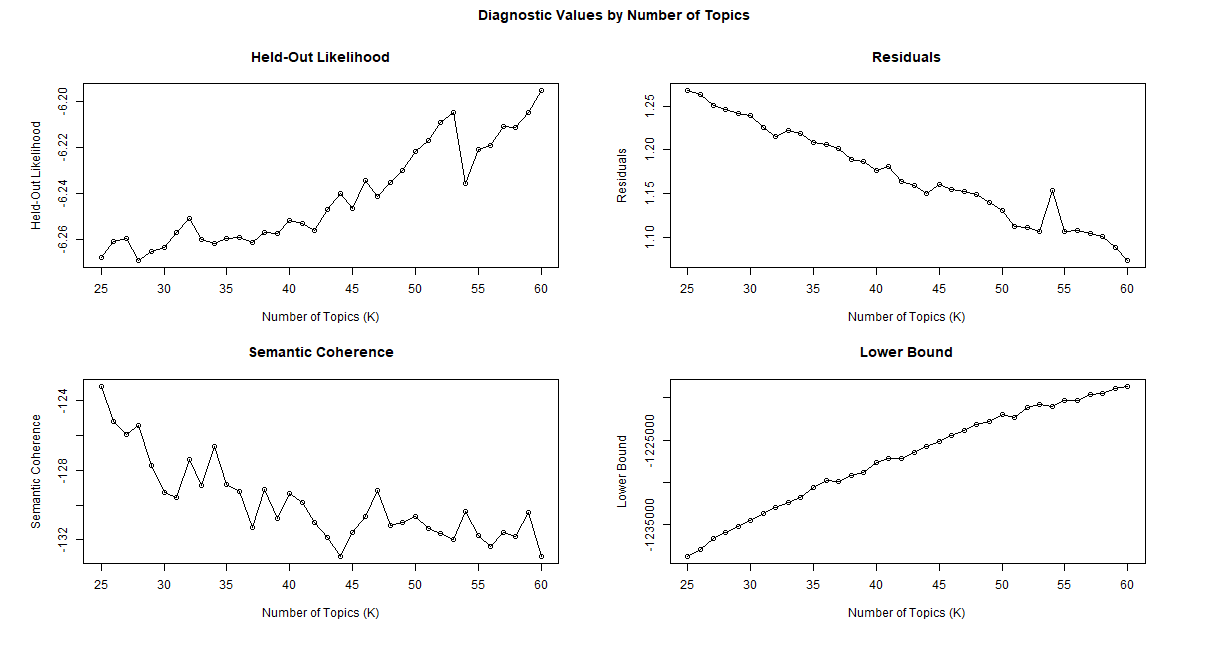 Diagnostic Values by Number of Topics
Held-Out Likelihood
Held-Out Likelihood
-6.20
-6.22
-6.24
-6.26
25 30 35 40 45 50 55 60
Number of Topics (K)
Residuals
Residuals
1.25
1.20
1.15
1.10
25 30 35 40 45 50 55 60
Number of Topics (K)
Semantic Coherence
Semantic Coherence
-124
-128
-132
25 30 35 40 45 50 55 60
Number of Topics (K)
Lower Bound
Lower Bound
-1225000
-1235000
25 30 35 40 45 50 55 60
Number of Topics (K)